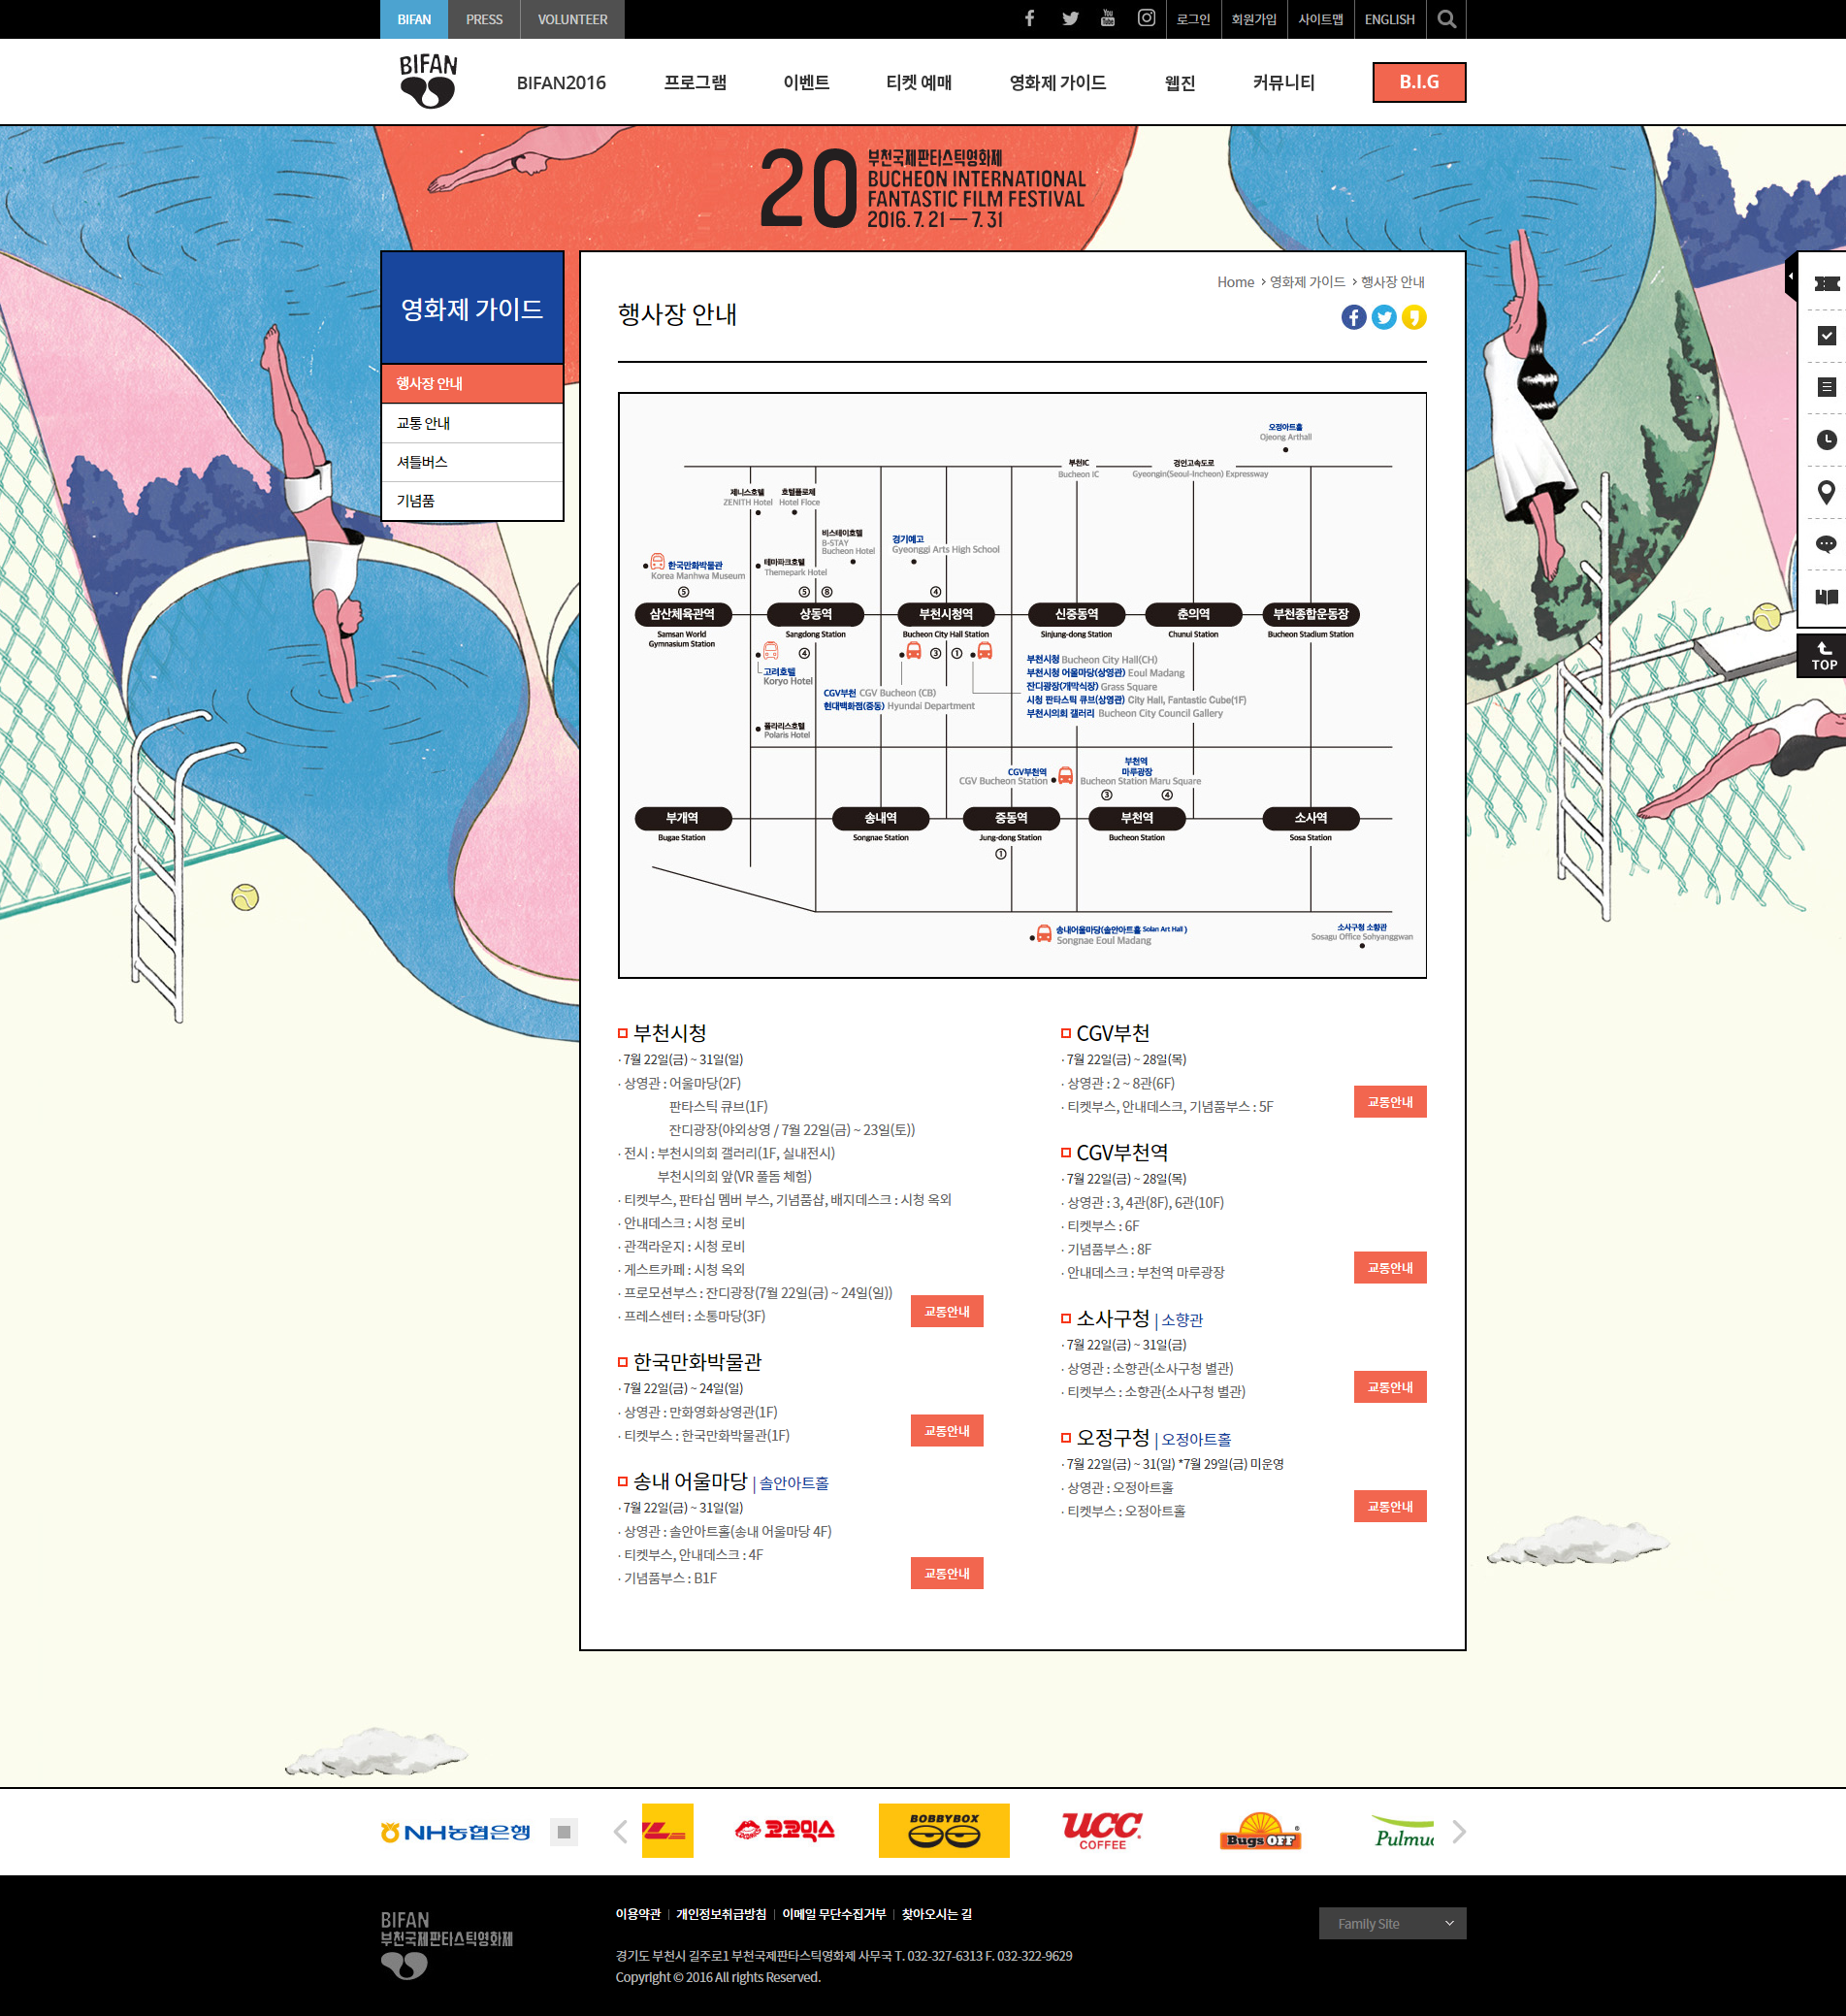 BIFAN
PRESS
VOLUNTEER
로그인
회원가입
사이트맵
ENGLISH
BIFAN
BIFAN2016
프로그램
이벤트
티켓 예매
영화제 가이드
웹진
커뮤니티
B.I.G
20
부천국제판타스틱영화제
BUCHEON INTERNATIONAL
FANTASTIC FILM FESTIVAL
2016. 7. 21 — 7. 31
영화제 가이드
행사장 안내
교통 안내
셔틀버스
기념품
Home > 영화제 가이드 > 행사장 안내
행사장 안내
TOP
오정아트홀
Ojeong Arthall
부천IC
Bucheon IC
경인고속도로
Gyeongin(Seoul-Incheon) Expressway
제니스호텔
ZENITH Hotel
호텔플로체
Hotel Floce
비스테이호텔
B-STAY
Bucheon Hotel
경기예고
Gyeonggi Arts High School
한국만화박물관
Korea Manhwa Museum
테마파크호텔
Themepark Hotel
⑤
⑤ ⑧
④
삼산체육관역
Samsan World
Gymnasium Station
상동역
Sangdong Station
부천시청역
Bucheon City Hall Station
신중동역
Sinjung-dong Station
춘의역
Chunui Station
부천종합운동장
Bucheon Stadium Station
④
③ ①
고려호텔
Koryo Hotel
CGV부천 CGV Bucheon (CB)
현대백화점(중동) Hyundai Department
부천시청 Bucheon City Hall(CH)
부천시청 어울마당(상영관) Eoul Madang
잔디광장(개막식장) Grass Square
시청 판타스틱 큐브(상영관) City Hall, Fantastic Cube(1F)
부천시의회 갤러리 Bucheon City Council Gallery
폴라리스호텔
Polaris Hotel
CGV부천역
CGV Bucheon Station
부천역
마루광장
Bucheon Station Maru Square
③ ④
부개역
Bugae Station
송내역
Songnae Station
중동역
Jung-dong Station
부천역
Bucheon Station
소사역
Sosa Station
①
송내어울마당(솔안아트홀 Solan Art Hall )
Songnae Eoul Madang
소사구청 소향관
Sosagu Office Sohyanggwan
부천시청
· 7월 22일(금) ~ 31일(일)
· 상영관 : 어울마당(2F)
판타스틱 큐브(1F)
잔디광장(야외상영 / 7월 22일(금) ~ 23일(토))
· 전시 : 부천시의회 갤러리(1F, 실내전시)
부천시의회 앞(VR 풀돔 체험)
· 티켓부스, 판타십 멤버 부스, 기념품샵, 배지데스크 : 시청 옥외
· 안내데스크 : 시청 로비
· 관객라운지 : 시청 로비
· 게스트카페 : 시청 옥외
· 프로모션부스 : 잔디광장(7월 22일(금) ~ 24일(일))
· 프레스센터 : 소통마당(3F)
교통안내
한국만화박물관
· 7월 22일(금) ~ 24일(일)
· 상영관 : 만화영화상영관(1F)
· 티켓부스 : 한국만화박물관(1F)
교통안내
송내 어울마당 | 솔안아트홀
· 7월 22일(금) ~ 31일(일)
· 상영관 : 솔안아트홀(송내 어울마당 4F)
· 티켓부스, 안내데스크 : 4F
· 기념품부스 : B1F
교통안내
CGV부천
· 7월 22일(금) ~ 28일(목)
· 상영관 : 2 ~ 8관(6F)
· 티켓부스, 안내데스크, 기념품부스 : 5F
교통안내
CGV부천역
· 7월 22일(금) ~ 28일(목)
· 상영관 : 3, 4관(8F), 6관(10F)
· 티켓부스 : 6F
· 기념품부스 : 8F
· 안내데스크 : 부천역 마루광장
교통안내
소사구청 | 소향관
· 7월 22일(금) ~ 31일(금)
· 상영관 : 소향관(소사구청 별관)
· 티켓부스 : 소향관(소사구청 별관)
교통안내
오정구청 | 오정아트홀
· 7월 22일(금) ~ 31(일) *7월 29일(금) 미운영
· 상영관 : 오정아트홀
· 티켓부스 : 오정아트홀
교통안내
NH농협은행
코코믹스
BOBBYBOX
UCC
COFFEE
Bugs OFF
Pulmu
BIFAN
부천국제판타스틱영화제
이용약관 | 개인정보취급방침 | 이메일 무단수집거부 | 찾아오시는 길
Family Site
경기도 부천시 길주로1 부천국제판타스틱영화제 사무국 T. 032-327-6313 F. 032-322-9629
Copyright © 2016 All rights Reserved.